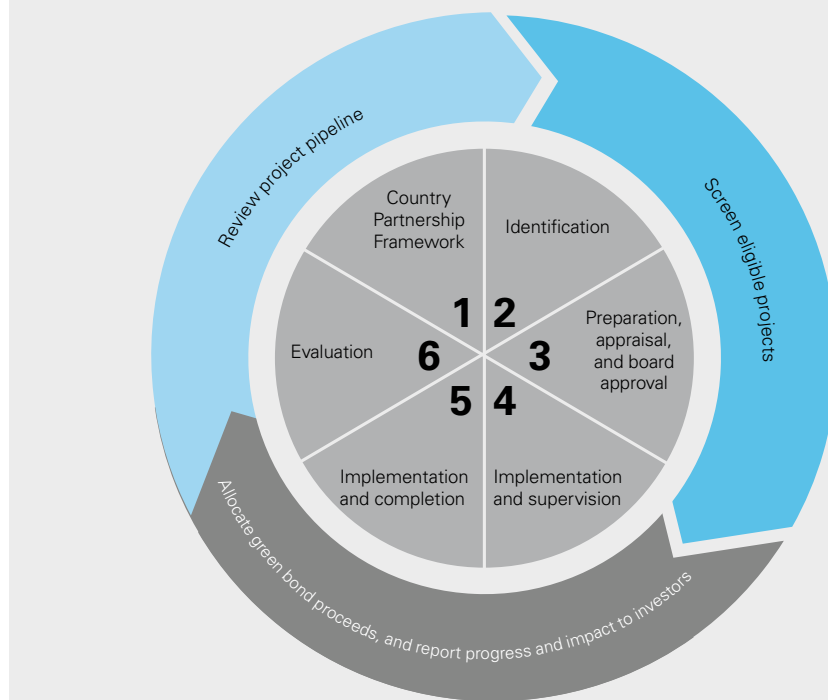 Review project pipeline
Screen eligible projects
Allocate green bond proceeds, and report progress and impact to investors
Country
Partnership
Framework
1
Identification
2
Preparation,
appraisal,
and board
approval
3
Implementation
and supervision
4
Implementation
and completion
5
Evaluation
6